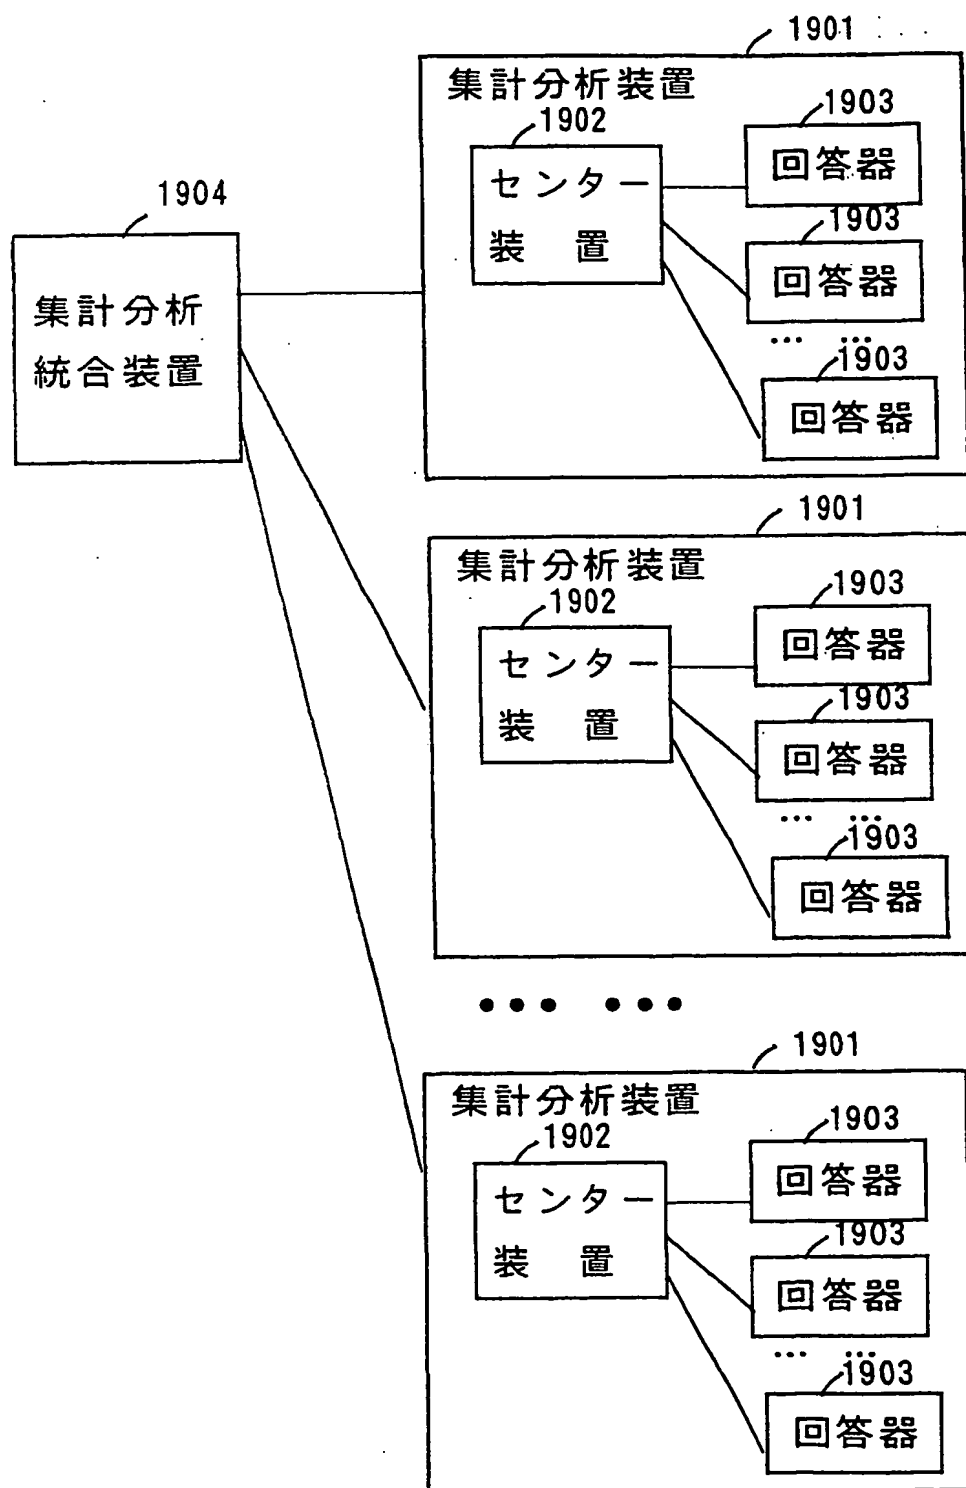 1904
集計分析
統合装置
1901
集計分析装置
1902
センター
装　置
1903
回答器
1903
回答器
… …
1903
回答器
1901
集計分析装置
1902
センター
装　置
1903
回答器
1903
回答器
… …
1903
回答器
••• •••
1901
集計分析装置
1902
センター
装　置
1903
回答器
1903
回答器
… …
1903
回答器